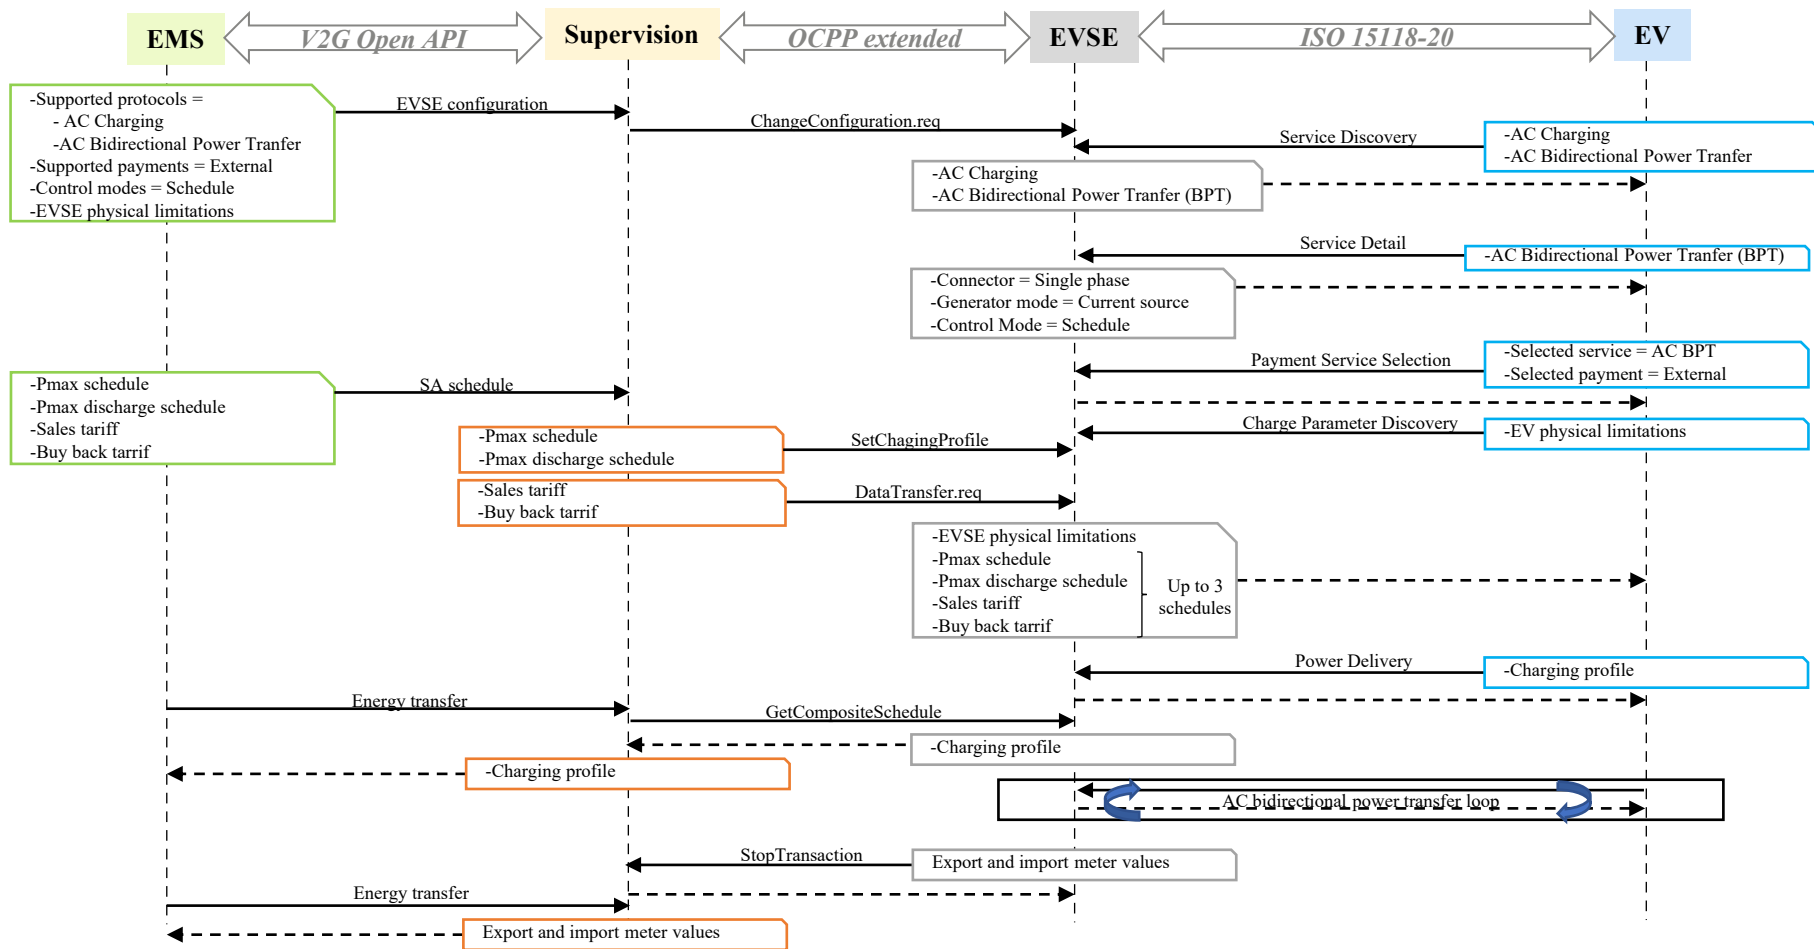 EMS
V2G Open API
Supervision
OCPP extended
EVSE
ISO 15118-20
EV
-Supported protocols =
- AC Charging
-AC Bidirectional Power Tranfer
-Supported payments = External
-Control modes = Schedule
-EVSE physical limitations
EVSE configuration
ChangeConfiguration.req
Service Discovery
-AC Charging
-AC Bidirectional Power Tranfer
-AC Charging
-AC Bidirectional Power Tranfer (BPT)
Service Detail
-AC Bidirectional Power Tranfer (BPT)
-Connector = Single phase
-Generator mode = Current source
-Control Mode = Schedule
Payment Service Selection
-Selected service = AC BPT
-Selected payment = External
-Pmax schedule
-Pmax discharge schedule
-Sales tariff
-Buy back tarrif
SA schedule
-Pmax schedule
-Pmax discharge schedule
SetChagingProfile
Charge Parameter Discovery
-EV physical limitations
-Sales tariff
-Buy back tarrif
DataTransfer.req
-EVSE physical limitations
-Pmax schedule
-Pmax discharge schedule
-Sales tariff
-Buy back tarrif
Up to 3
schedules
Power Delivery
-Charging profile
Energy transfer
GetCompositeSchedule
-Charging profile
-Charging profile
AC bidirectional power transfer loop
StopTransaction
Export and import meter values
Energy transfer
Export and import meter values